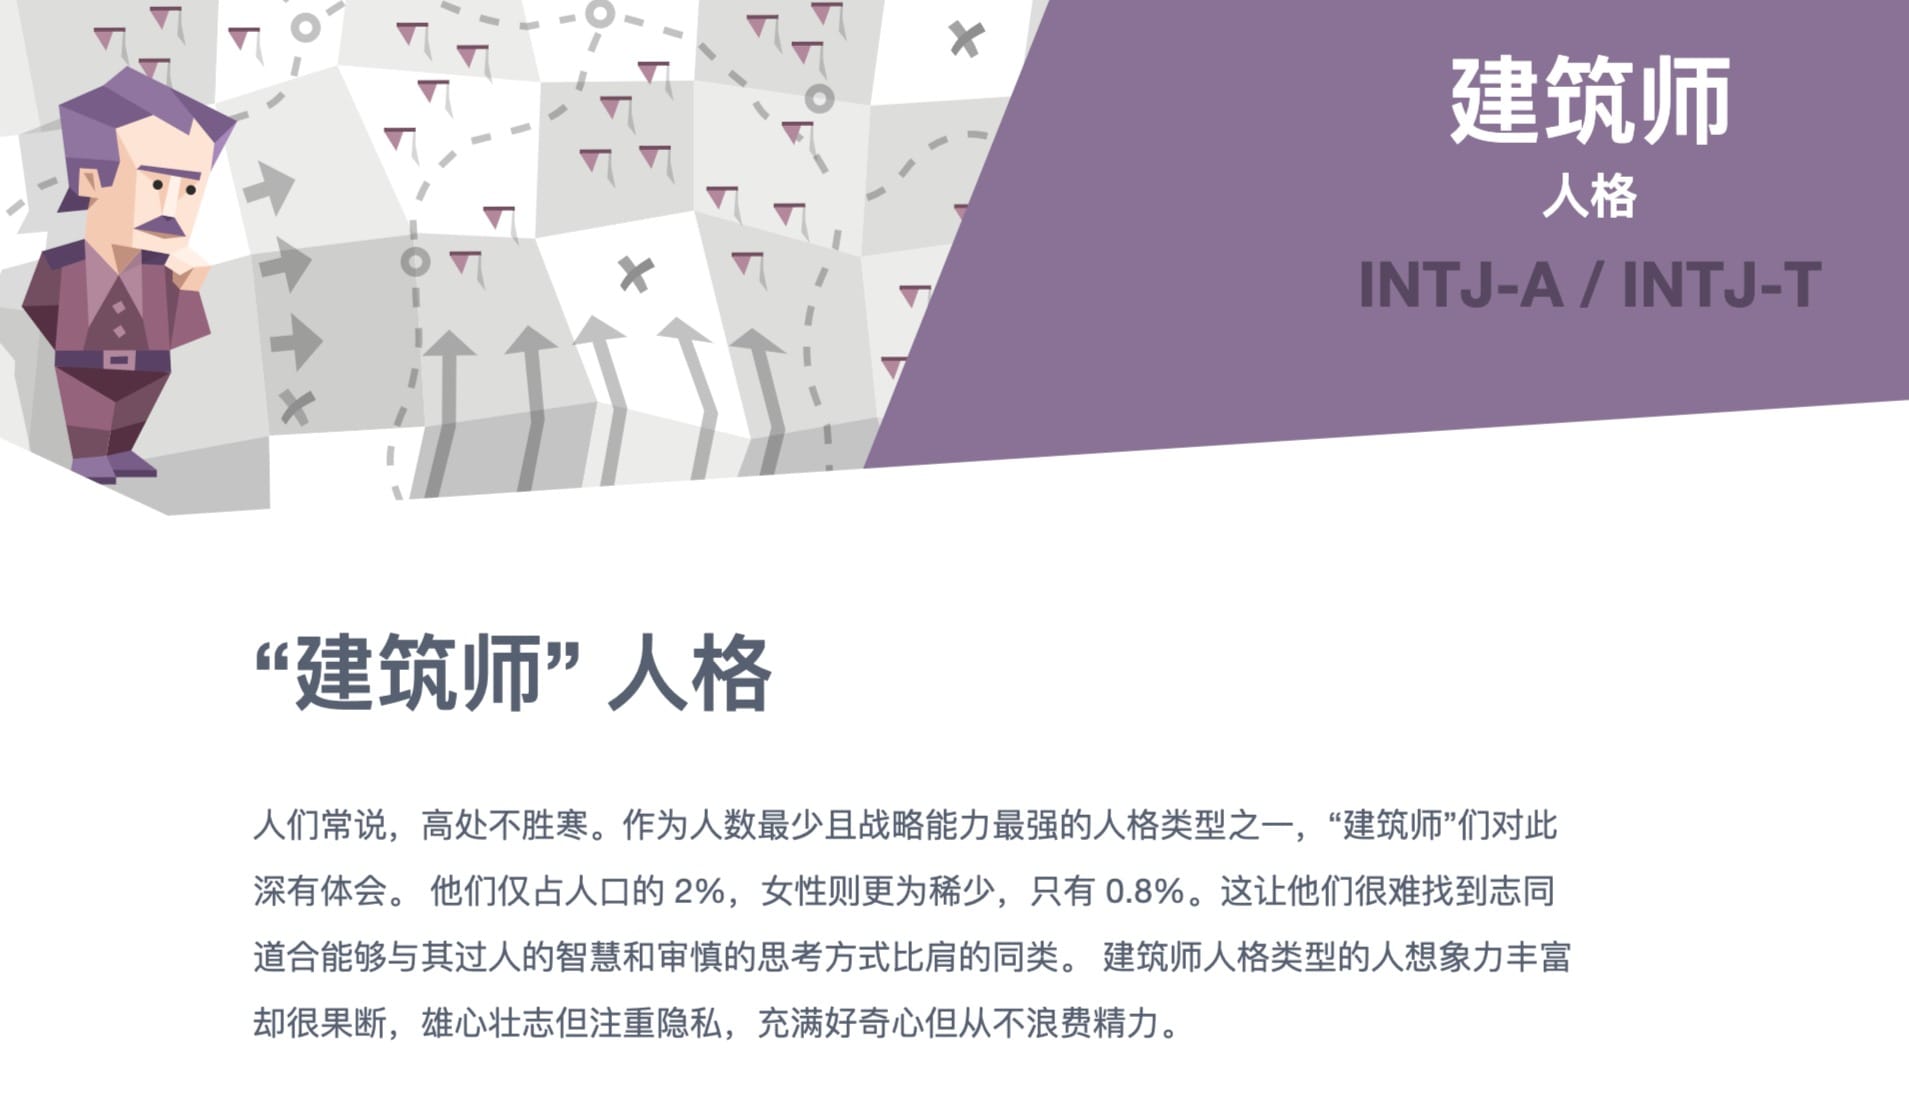 建筑师
人格
INTJ-A / INTJ-T
“建筑师” 人格
人们常说，高处不胜寒。作为人数最少且战略能力最强的人格类型之一，“建筑师”们对此
深有体会。 他们仅占人口的 2%，女性则更为稀少，只有 0.8%。这让他们很难找到志同
道合能够与其过人的智慧和审慎的思考方式比肩的同类。 建筑师人格类型的人想象力丰富
却很果断，雄心壮志但注重隐私，充满好奇心但从不浪费精力。